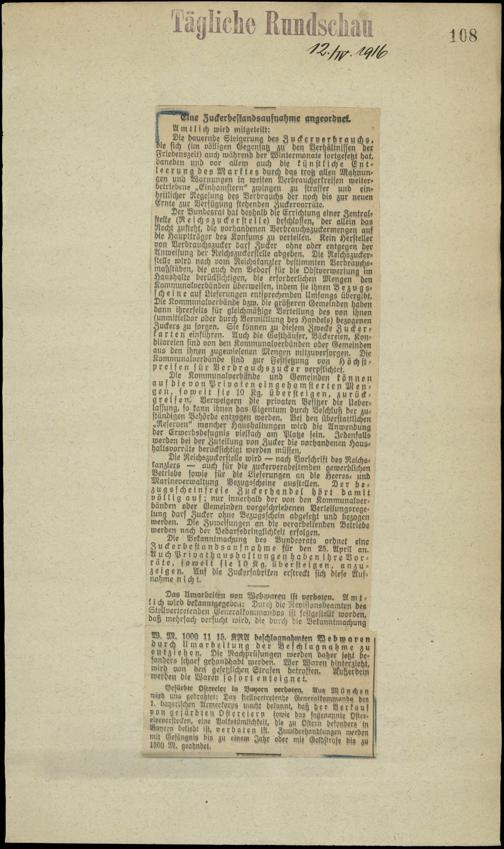 Tägliche Rundschau
108
12./IV. 1916
Eine Zuckerbestandsaufnahme angeordnet.
Amtlich wird mitgeteilt:
Die dauernde Steigerung des Zuckerverbrauchs,
die sich (im völligen Gegensatz zu den Verhältnissen der
Friedenszeit) auch während der Wintermonate fortgesetzt hat,
daneben und vor allem auch die künstliche Ent-
leerung des Marktes durch das trotz allen Mahnun-
gen und Warnungen in weiten Verbraucherkreisen weiter-
betriebene „Einhamstern“ zwingen zu straffer und ein-
heitlicher Regelung des Verbrauchs der noch bis zur neuen
Ernte zur Verfügung stehenden Zuckervorräte.
Der Bundesrat hat deshalb die Errichtung einer Zentral-
stelle (Reichszuckerstelle) beschlossen, der allein das
Recht zusteht, die vorhandenen Verbrauchszuckermengen auf
die Hauptträger des Konsums zu verteilen. Kein Hersteller
von Verbrauchszucker darf Zucker ohne oder entgegen der
Anweisung der Reichszuckerstelle abgeben. Die Reichszucker-
stelle wird nach vom Reichskanzler bestimmten Verbrauchs-
maßstäben, die auch den Bedarf für die Obstverwertung im
Haushalte berücksichtigen, die erforderlichen Mengen den
Kommunalverbänden überweisen, indem sie ihnen Bezugs-
scheine auf Lieferungen entsprechenden Umfangs übergibt.
Die Kommunalverbände bzw. die größeren Gemeinden haben
dann ihrerseits für gleichmäßige Verteilung des von ihnen
(unmittelbar oder durch Vermittlung des Handels) bezogenen
Zuckers zu sorgen. Sie können zu diesem Zwecke Zucker-
karten einführen. Auch die Gasthäuser, Bäckereien, Kon-
ditoreien sind von den Kommunalverbänden oder Gemeinden
aus den ihnen zugewiesenen Mengen mitzuversorgen. Die
Kommunalverbände sind zur Festsetzung von Höchst-
preisen für Verbrauchszucker verpflichtet.
Die Kommunalverbände und Gemeinden können
auf die von Privaten eingehamsterten Men-
gen, soweit sie 10 Kg. übersteigen, zurück-
greifen. Verweigern die privaten Besitzer die Ueber-
lassung, so kann ihnen das Eigentum durch Beschluß der zu-
ständigen Behörde entzogen werden. Bei den überstattlichen
„Reserven“ mancher Haushaltungen wird die Anwendung
der Erwerbsbefugnis vielfach am Platze sein. Jedenfalls
werden bei der Zuteilung von Zucker die vorhandenen Haus-
haltsvorräte berücksichtigt werden müssen.
Die Reichszuckerstelle wird — nach Vorschrift des Reichs-
kanzlers — auch für die zuckerverarbeitenden gewerblichen
Betriebe sowie für die Lieferungen an die Heeres- und
Marineverwaltung Bezugscheine ausstellen. Der be-
zugsscheinfreie Zuckerhandel hört damit
völlig auf; nur innerhalb der von den Kommunalver-
bänden oder Gemeinden vorgeschriebenen Verteilungsrege-
lung darf Zucker ohne Bezugschein abgesetzt und bezogen
werden. Die Zuweisungen an die verarbeitenden Betriebe
werden nach der Bedarfsdringlichkeit erfolgen.
Die Bekanntmachung des Bundesrats ordnet eine
Zuckerbestandsaufnahme für den 25. April an.
Auch Privathaushaltungen haben ihre Vor-
räte, soweit sie 10 Kg. übersteigen, anzu-
zeigen. Auf die Zuckerfabriken erstreckt sich diese Auf-
nahme nicht.
Das Umarbeiten von Webwaren ist verboten. Amt-
lich wird bekanntgegeben: Durch die Revisionsbeamten des
Stellvertretenden Generalkommandos ist festgestellt worden,
daß mehrfach versucht wird, die durch die Bekanntmachung
W. M. 1000 11 15. KRA beschlagnahmten Webwaren
durch Umarbeitung der Beschlagnahme zu
entziehen. Die Nachprüfungen werden daher jetzt be-
sonders scharf gehandhabt werden. Wer Waren hinterzieht,
wird von den gesetzlichen Strafen betroffen. Außerdem
werden die Waren sofort enteignet.
Gefärbte Ostereier in Bayern verboten. Aus München
wird uns gedrahtet: Das stellvertretende Generalkommando des
1. bayrischen Armeekorps macht bekannt, daß der Verkauf
von gefärbten Ostereiern sowie das sogenannte Oster-
eierverstecken, eine Volkstümlichkeit, die zu Ostern besonders in
Bayern beliebt ist, verboten ist. Zuwiderhandlungen werden
mit Gefängnis bis zu einem Jahr oder mit Geldstrafe bis zu
1500 M. geahndet.